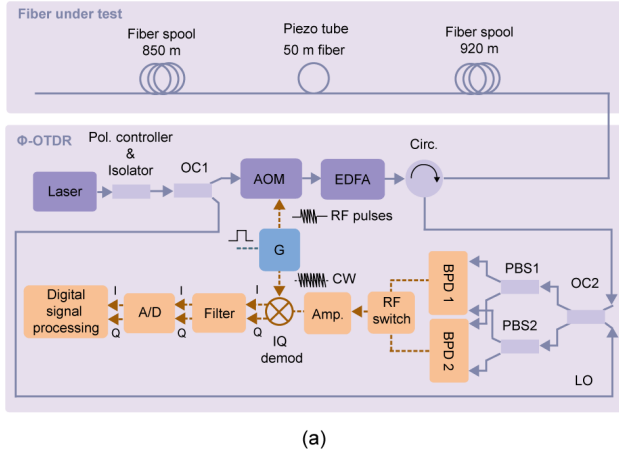 Fiber under test
Fiber spool
850 m
Piezo tube
50 m fiber
Fiber spool
920 m
Φ-OTDR
Pol. controller
&
Isolator
OC1
Circ.
Laser
AOM
EDFA
RF pulses
G
CW
PBS1
OC2
BPD 1
Digital
signal
processing
I
Q
A/D
I
Q
Filter
I
Q
IQ
demod
Amp.
RF
switch
PBS2
BPD 2
LO
(a)